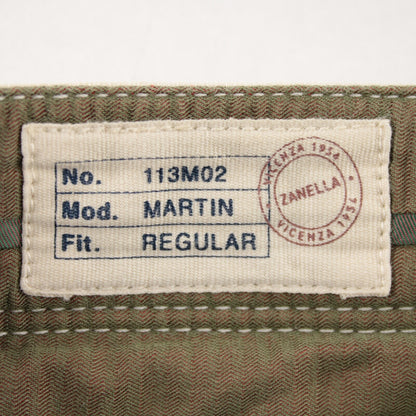 No. 113M02
Mod. MARTIN
Fit. REGULAR
VICENZA 1954
ZANELLA
VICENZA 1954